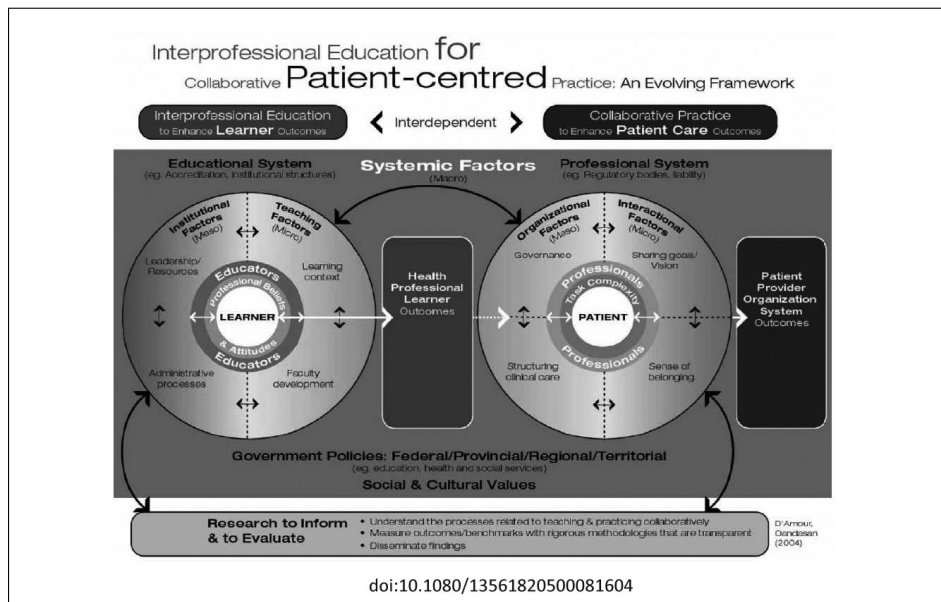 Interprofessional Education for
Collaborative Patient-centred Practice: An Evolving Framework
Interprofessional Education
to Enhance Learner Outcomes
Interdependent
Collaborative Practice
to Enhance Patient Care Outcomes
Educational System
(eg. Accreditation, institutional structures)
Systemic Factors
(Macro)
Professional System
(eg. Regulatory bodies, liability)
Institutional
Factors
(Meso)
Teaching
Factors
(Micro)
Leadership/
Resources
Learning
context
Educators
Professional Beliefs
LEARNER
& Attitudes
Educators
Administrative
processes
Faculty
development
Health
Professional
Learner
Outcomes
Organizational
Factors
(Meso)
Interactional
Factors
(Micro)
Governance
Sharing goals/
Vision
Professionals
Task Complexity
PATIENT
Professionals
Structuring
clinical care
Sense of
belonging
Patient
Provider
Organization
System
Outcomes
Government Policies: Federal/Provincial/Regional/Territorial
(eg. education, health and social services)
Social & Cultural Values
Research to Inform
& to Evaluate
• Understand the processes related to teaching & practicing collaboratively
• Measure outcomes/benchmarks with rigorous methodologies that are transparent
• Disseminate findings
D'Amour,
Oandasan
(2004)
doi:10.1080/13561820500081604